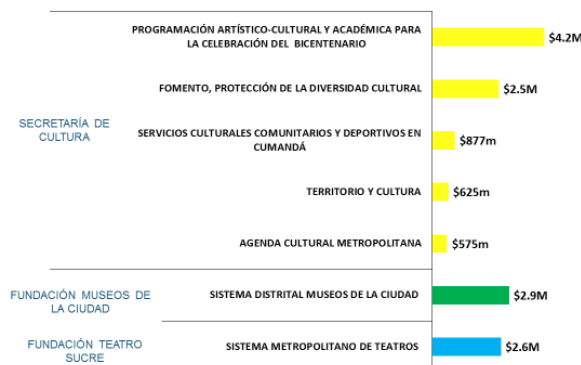 PROGRAMACIÓN ARTÍSTICO-CULTURAL Y ACADÉMICA PARA
LA CELEBRACIÓN DEL BICENTENARIO
$4.2M
FOMENTO, PROTECCIÓN DE LA DIVERSIDAD CULTURAL
$2.5M
SECRETARÍA DE
CULTURA
SERVICIOS CULTURALES COMUNITARIOS Y DEPORTIVOS EN
CUMANDÁ
$877m
TERRITORIO Y CULTURA
$625m
AGENDA CULTURAL METROPOLITANA
$575m
FUNDACIÓN MUSEOS DE
LA CIUDAD
SISTEMA DISTRITAL MUSEOS DE LA CIUDAD
$2.9M
FUNDACIÓN TEATRO
SUCRE
SISTEMA METROPOLITANO DE TEATROS
$2.6M